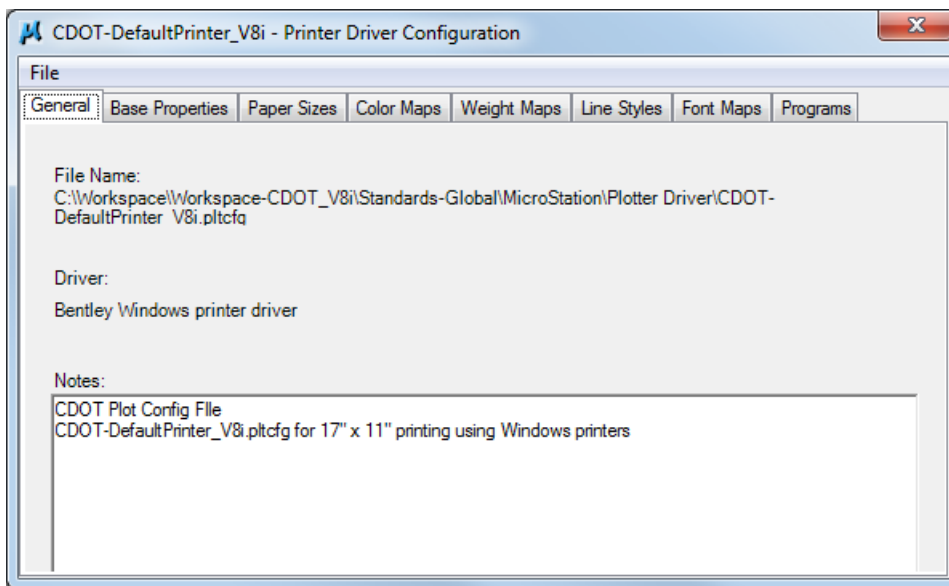 CDOT-DefaultPrinter_V8i - Printer Driver Configuration
File
General Base Properties Paper Sizes Color Maps Weight Maps Line Styles Font Maps Programs
File Name:
C:\Workspace\Workspace-CDOT_V8i\Standards-Global\MicroStation\Plotter Driver\CDOT-
DefaultPrinter_V8i.pltcfg
Driver:
Bentley Windows printer driver
Notes:
CDOT Plot Config FIle
CDOT-DefaultPrinter_V8i.pltcfg for 17" x 11" printing using Windows printers